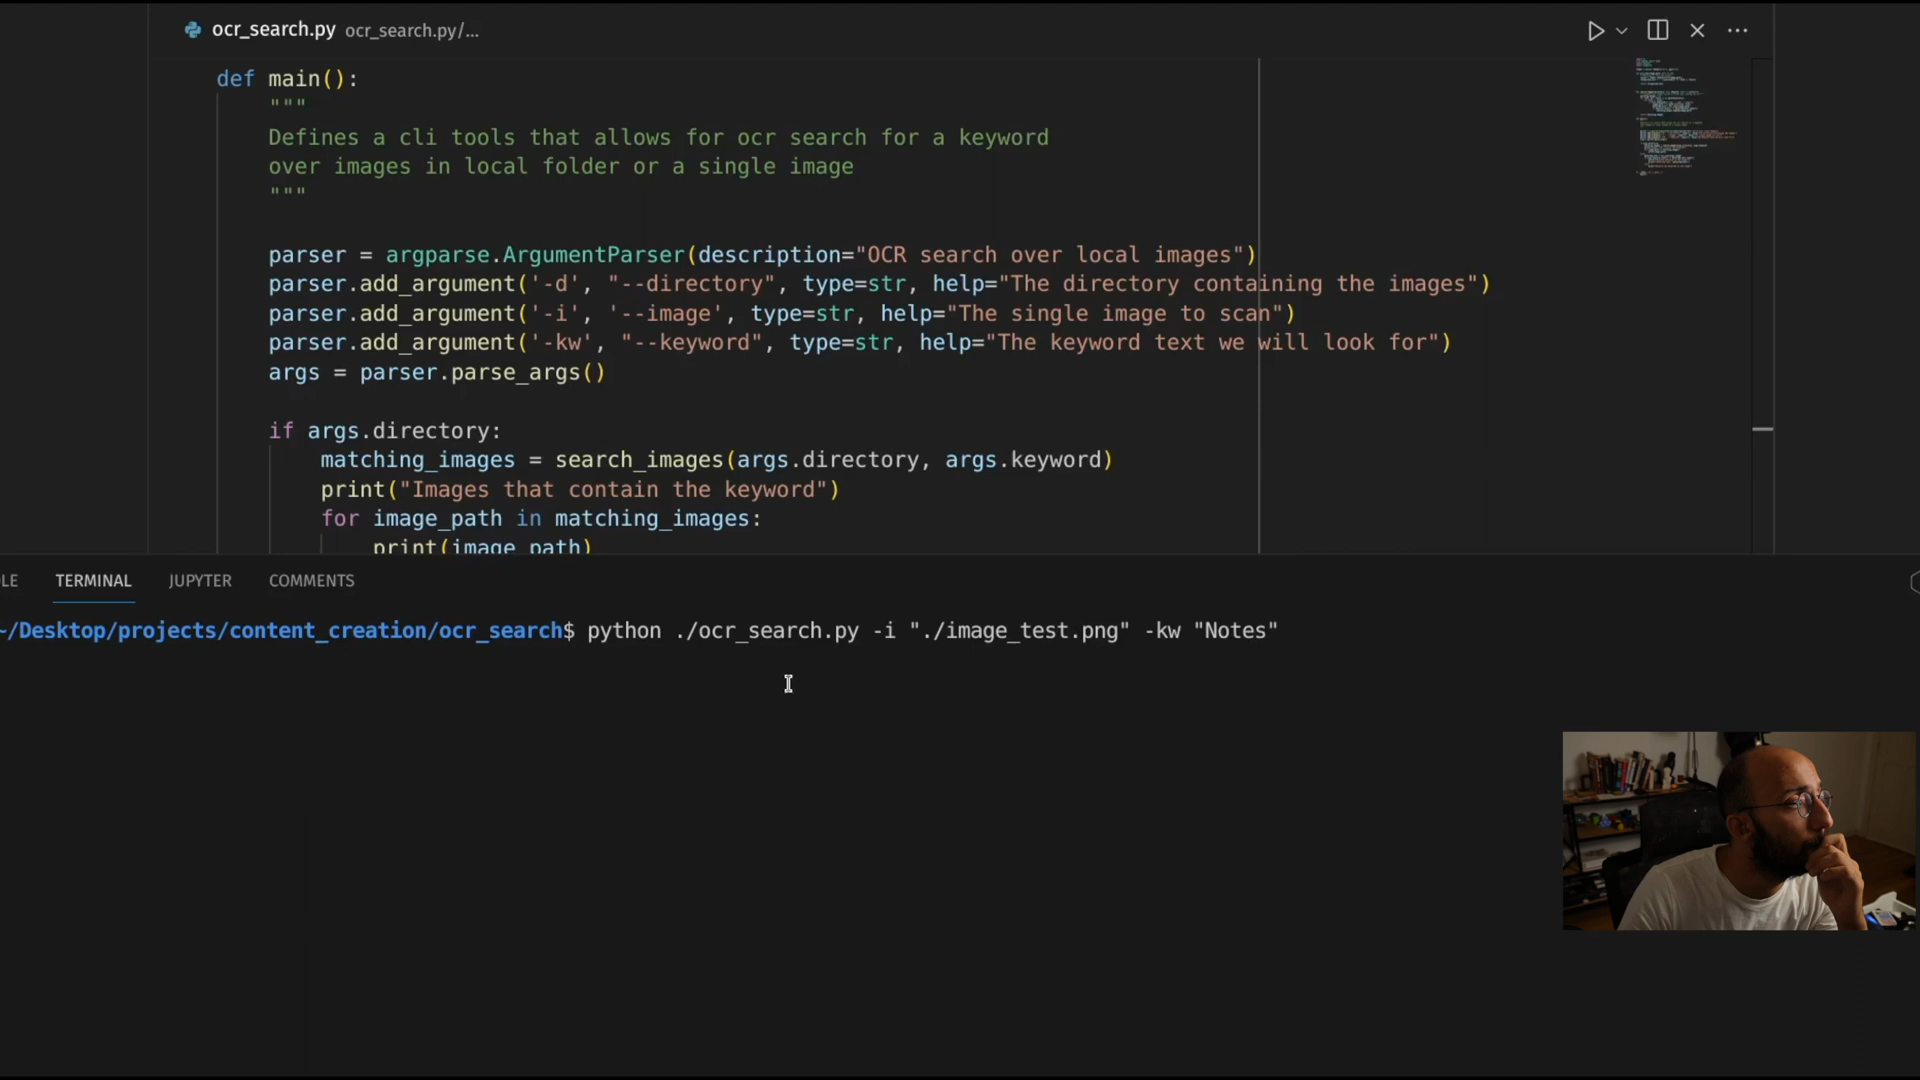 ocr_search.py ocr_search.py/...
def main():
"""
Defines a cli tools that allows for ocr search for a keyword
over images in local folder or a single image
"""
parser = argparse.ArgumentParser(description="OCR search over local images")
parser.add_argument('-d', "--directory", type=str, help="The directory containing the images")
parser.add_argument('-i', '--image', type=str, help="The single image to scan")
parser.add_argument('-kw', "--keyword", type=str, help="The keyword text we will look for")
args = parser.parse_args()
if args.directory:
matching_images = search_images(args.directory, args.keyword)
print("Images that contain the keyword")
for image_path in matching_images:
print(image_path)
LE TERMINAL JUPYTER COMMENTS
~/Desktop/projects/content_creation/ocr_search$ python ./ocr_search.py -i "./image_test.png" -kw "Notes"